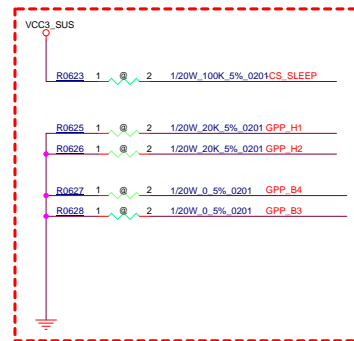 VCC3_SUS
R0623 1 @ 2 1/20W_100K_5%_0201 CS_SLEEP
R0625 1 @ 2 1/20W_20K_5%_0201 GPP_H1
R0626 1 @ 2 1/20W_20K_5%_0201 GPP_H2
R0627 1 @ 2 1/20W_0_5%_0201 GPP_B4
R0628 1 @ 2 1/20W_0_5%_0201 GPP_B3